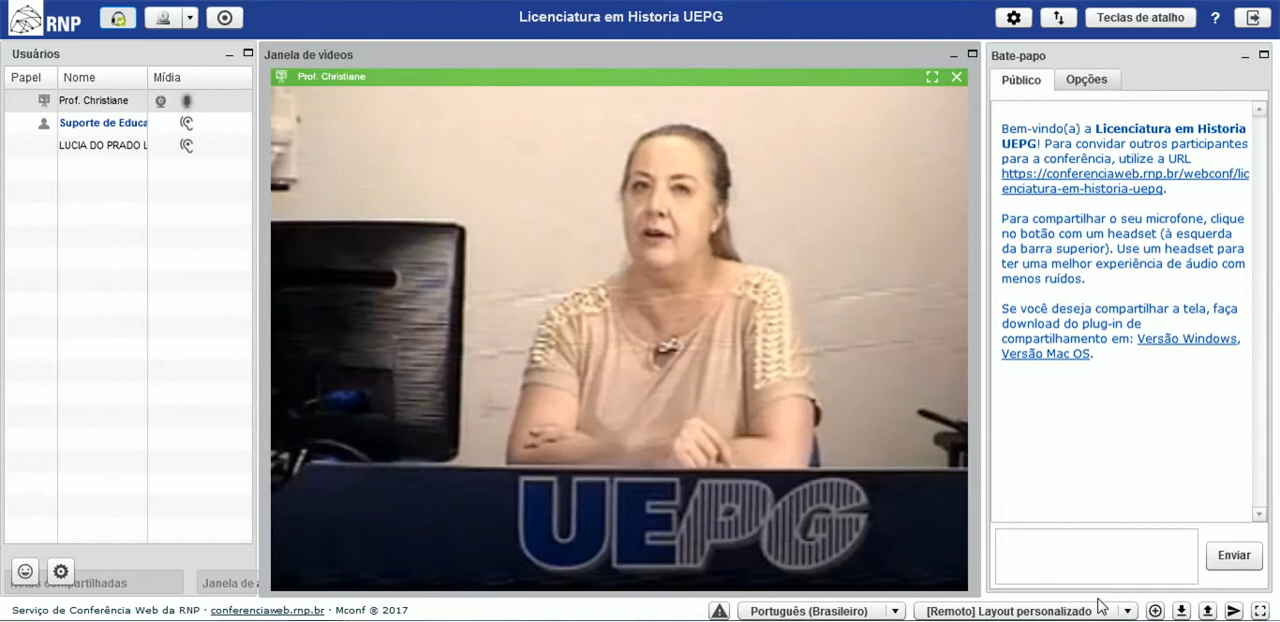 RNP
Licenciatura em Historia UEPG
Teclas de atalho
?
Usuários
Papel Nome Mídia
Prof. Christiane
Suporte de Educa
LUCIA DO PRADO L
Janela de vídeos
Prof. Christiane
UEPG
Bate-papo
Público Opções
Bem-vindo(a) a Licenciatura em Historia
UEPG! Para convidar outros participantes
para a conferência, utilize a URL
https://conferenciaweb.rnp.br/webconf/lic
enciatura-em-historia-uepg.
Para compartilhar o seu microfone, clique
no botão com um headset (à esquerda
da barra superior). Use um headset para
ter uma melhor experiência de áudio com
menos ruídos.
Se você deseja compartilhar a tela, faça
download do plug-in de
compartilhamento em: Versão Windows,
Versão Mac OS.
Enviar
compartilhadas
Janela de
Serviço de Conferência Web da RNP · conferenciaweb.rnp.br · Mconf ® 2017
Português (Brasileiro)
[Remoto] Layout personalizado